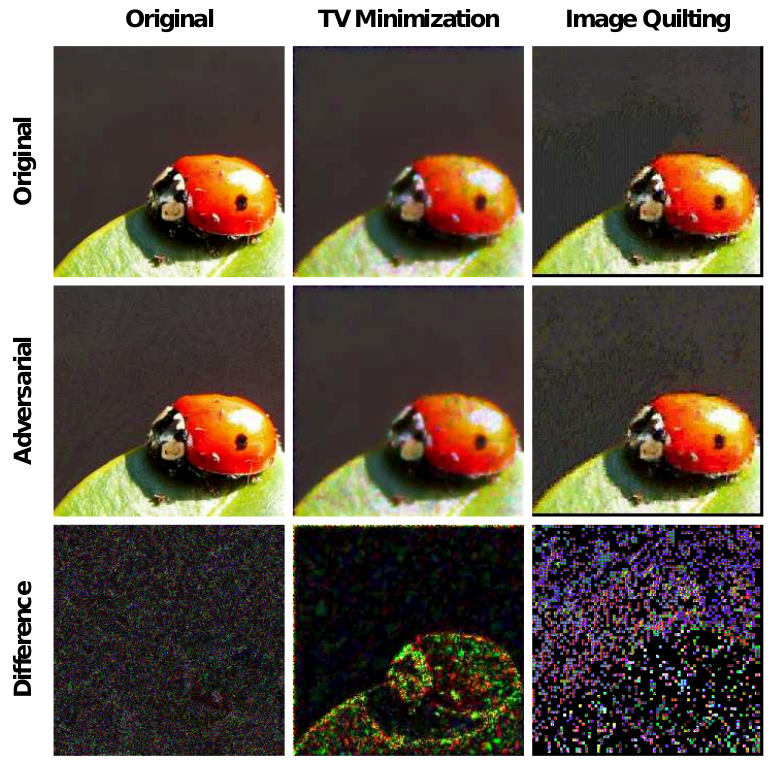 Original TV Minimization Image Quilting
Original
Adversarial
Difference